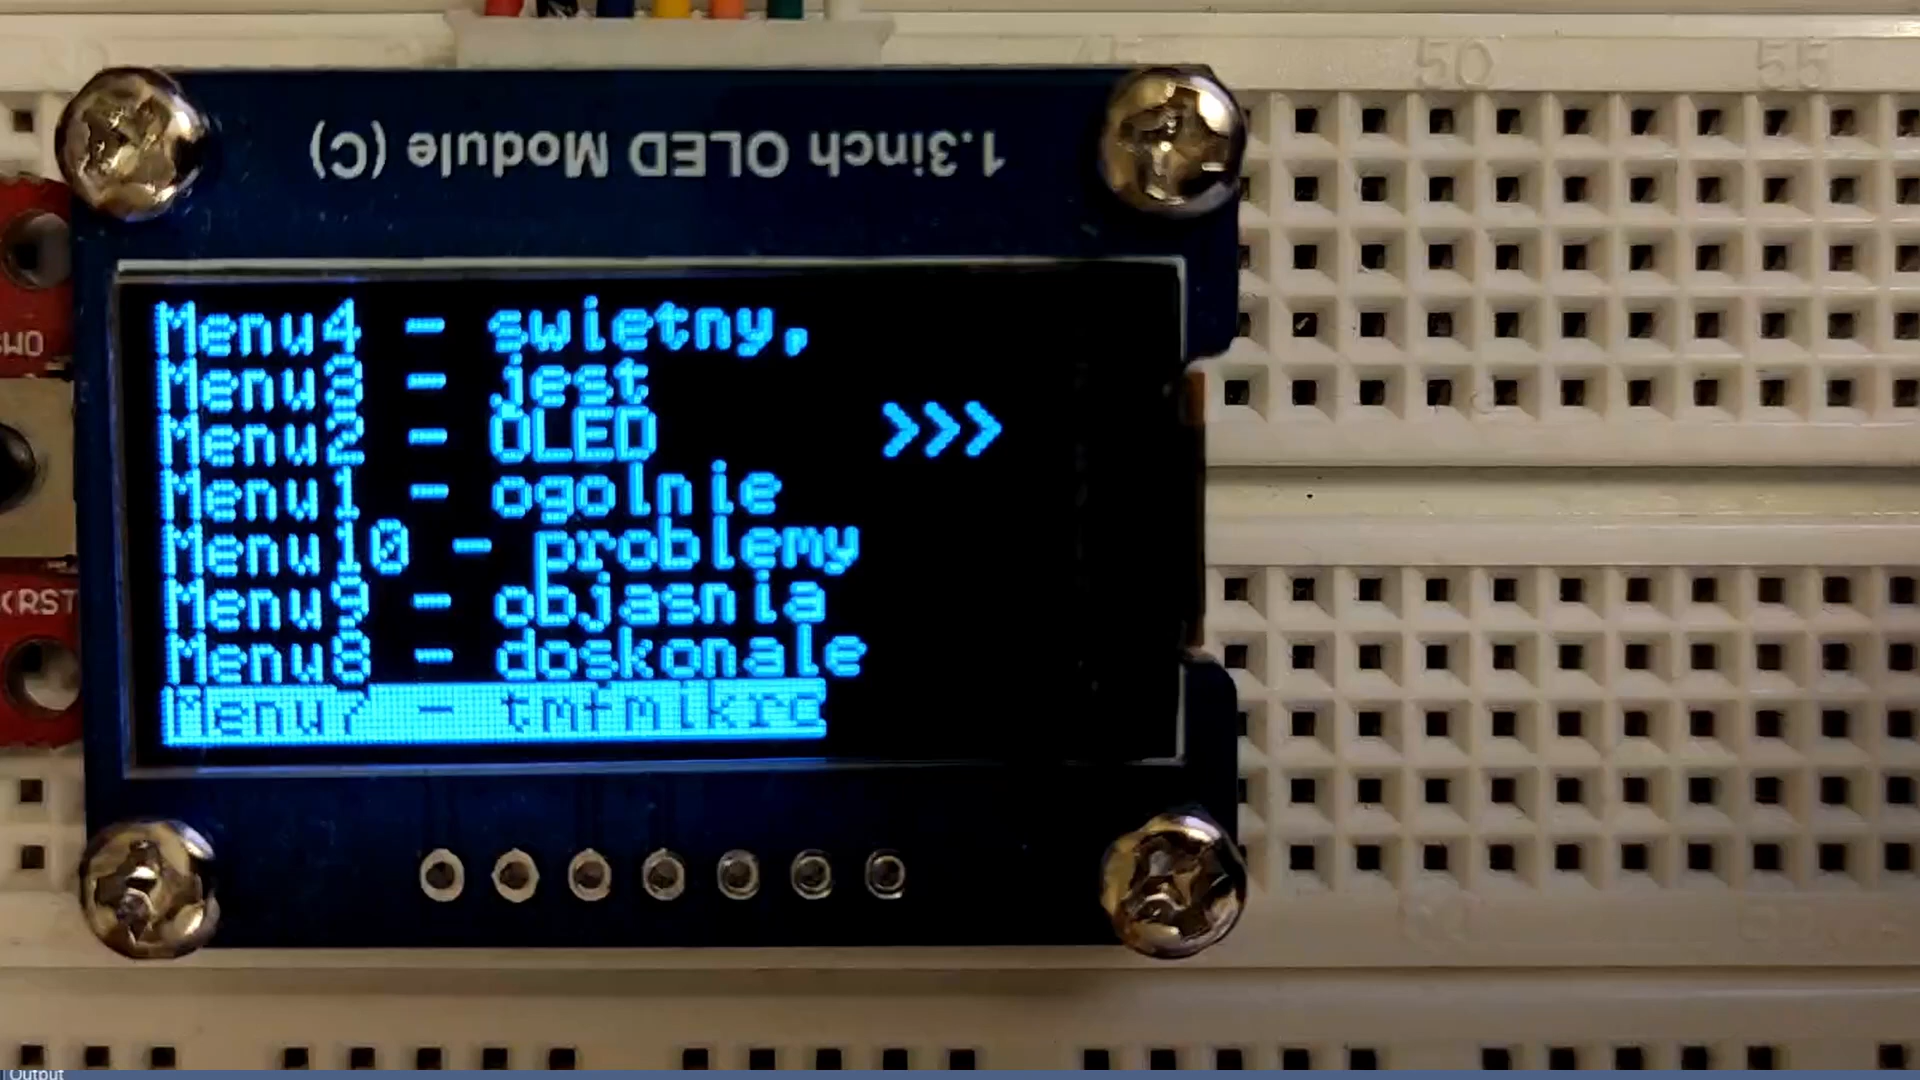 50
55
1.3inch OLED Module (C)
Menu4 - swietny,
Menu3 - jest
Menu2 - OLED
>>>
Menu1 - ogolnie
Menu10 - problemy
Menu9 - objasnia
Menu8 - doskonale
Menu7 - tmfmikro
RST
Output